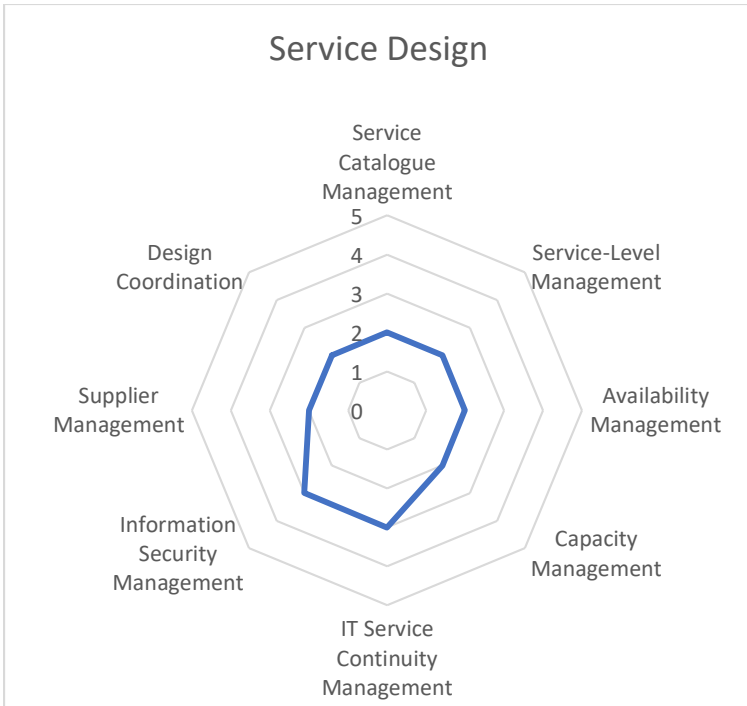 Service Design
Service
Catalogue
Management
5
4
3
2
1
0
Service-Level
Management
Availability
Management
Capacity
Management
IT Service
Continuity
Management
Information
Security
Management
Supplier
Management
Design
Coordination